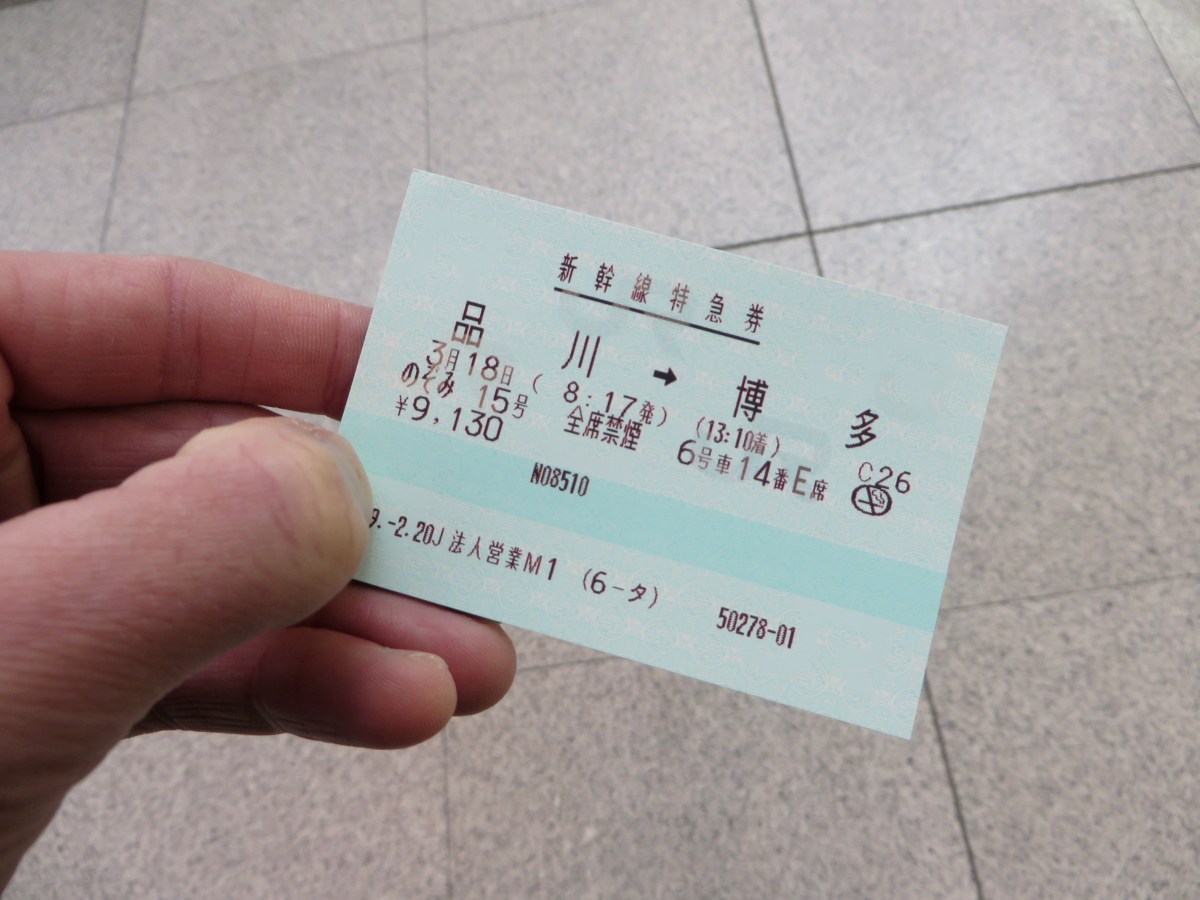 新幹線特急券
品川 → 博多
3月18日 ( 8:17発) (13:10着) C26
のぞみ 15号 全席禁煙 6号車14番E席
¥9,130
N08510
9.-2.20J 法人営業M1 (6-タ) 50278-01